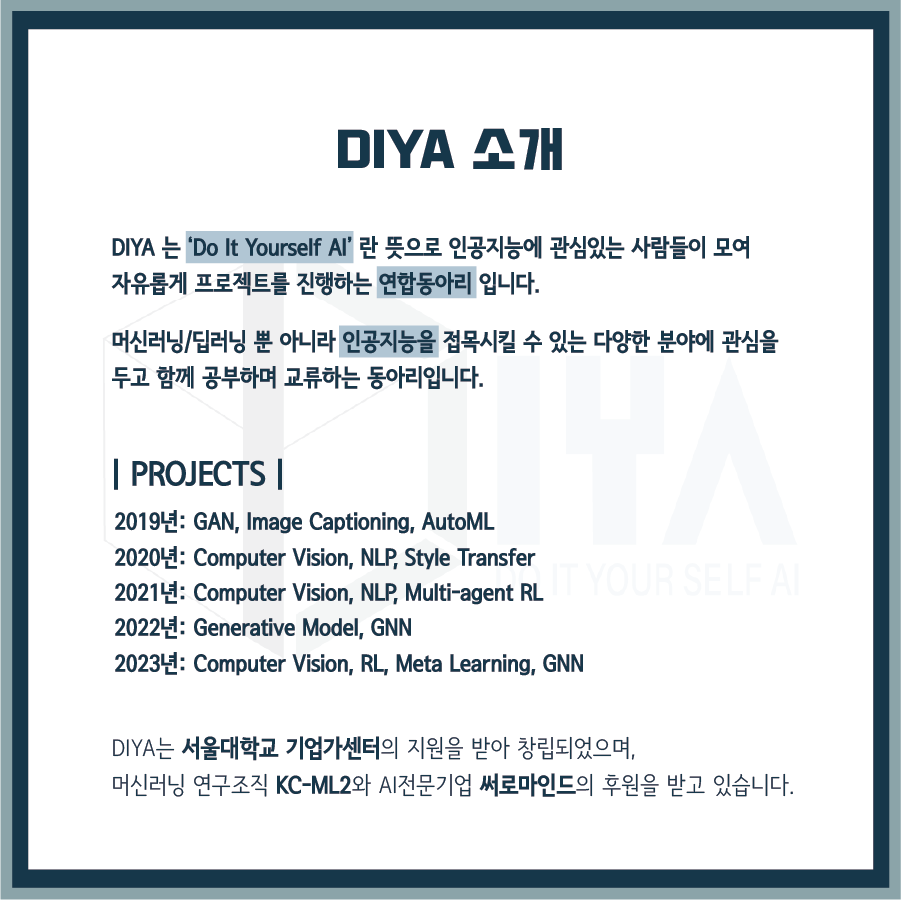 DIYA 소개
DIYA 는 ‘Do It Yourself AI’ 란 뜻으로 인공지능에 관심있는 사람들이 모여
자유롭게 프로젝트를 진행하는 연합동아리 입니다.
머신러닝/딥러닝 뿐 아니라 인공지능을 접목시킬 수 있는 다양한 분야에 관심을
두고 함께 공부하며 교류하는 동아리입니다.
| PROJECTS |
2019년: GAN, Image Captioning, AutoML
2020년: Computer Vision, NLP, Style Transfer
2021년: Computer Vision, NLP, Multi-agent RL
2022년: Generative Model, GNN
2023년: Computer Vision, RL, Meta Learning, GNN
DIYA는 서울대학교 기업가센터의 지원을 받아 창립되었으며,
머신러닝 연구조직 KC-ML2와 AI전문기업 써로마인드의 후원을 받고 있습니다.
DIYA
DO IT YOUR SELF AI